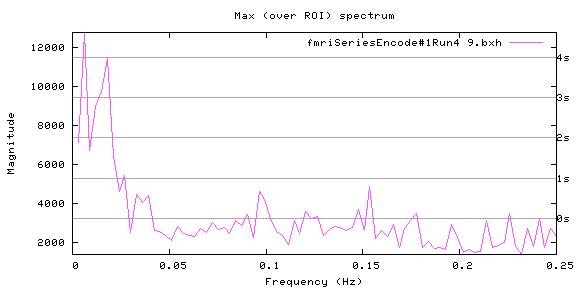 Max (over ROI) spectrum
fmriSeriesEncode#1Run4 9.bxh
12000
10000
8000
6000
4000
2000
Magnitude
4s
3s
2s
1s
0s
0 0.05 0.1 0.15 0.2 0.25
Frequency (Hz)